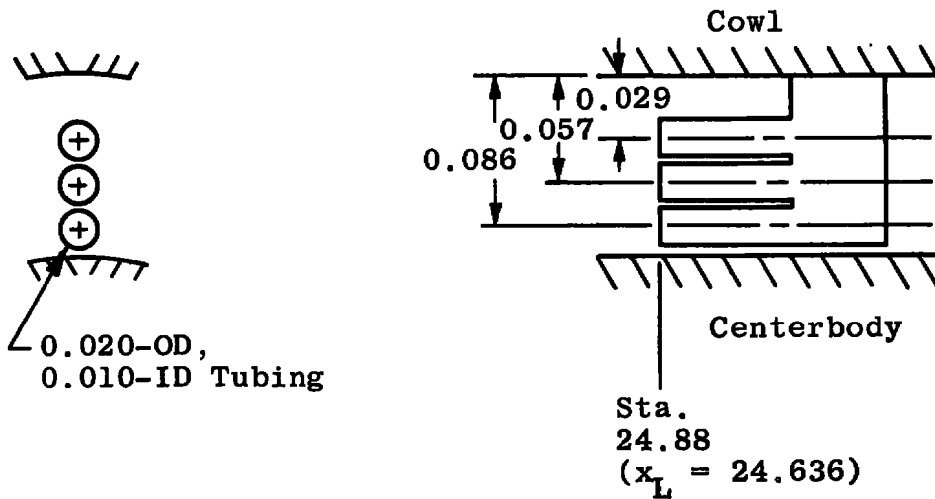 Cowl
0.029
0.057
0.086
0.020-OD,
0.010-ID Tubing
Centerbody
Sta.
24.88
(x_L = 24.636)